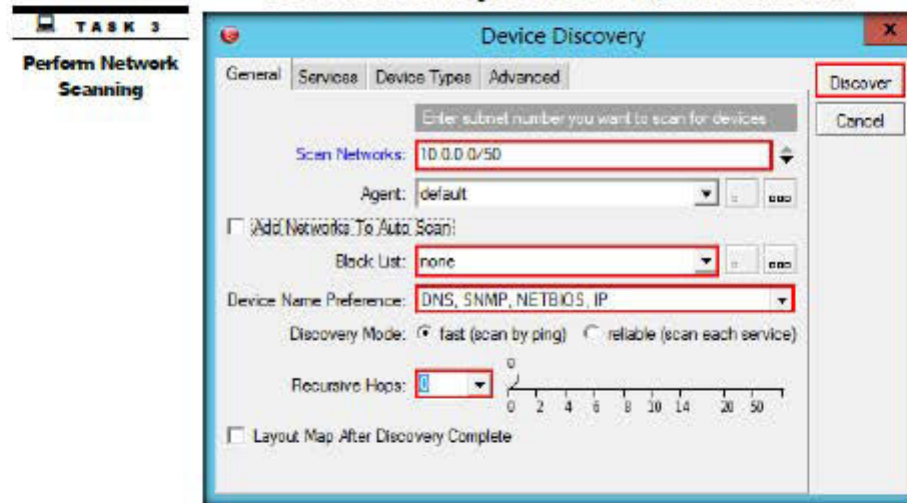 TASK 3
Perform Network
Scanning
Device Discovery
x
General Services Device Types Advanced
Discover
Cancel
Enter subnet number you want to scan for devices
Scan Networks: 10.0.0.0/50
Agent: default
Add Networks To Auto Scan
Black List: none
Device Name Preference: DNS, SNMP, NETBIOS, IP
Discovery Mode: fast (scan by ping) reliable (scan each service)
Recursive Hops: 0
0
0 2 4 6 8 10 14 20 50
Layout Map After Discovery Complete